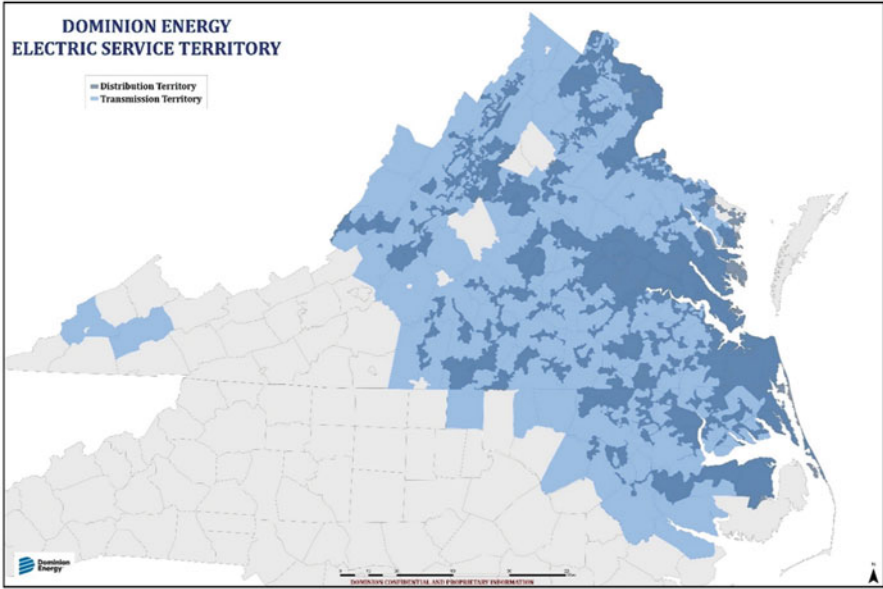 DOMINION ENERGY
ELECTRIC SERVICE TERRITORY
Distribution Territory
Transmission Territory
Dominion
Energy
DOMINION CONFIDENTIAL AND PROPRIETARY INFORMATION